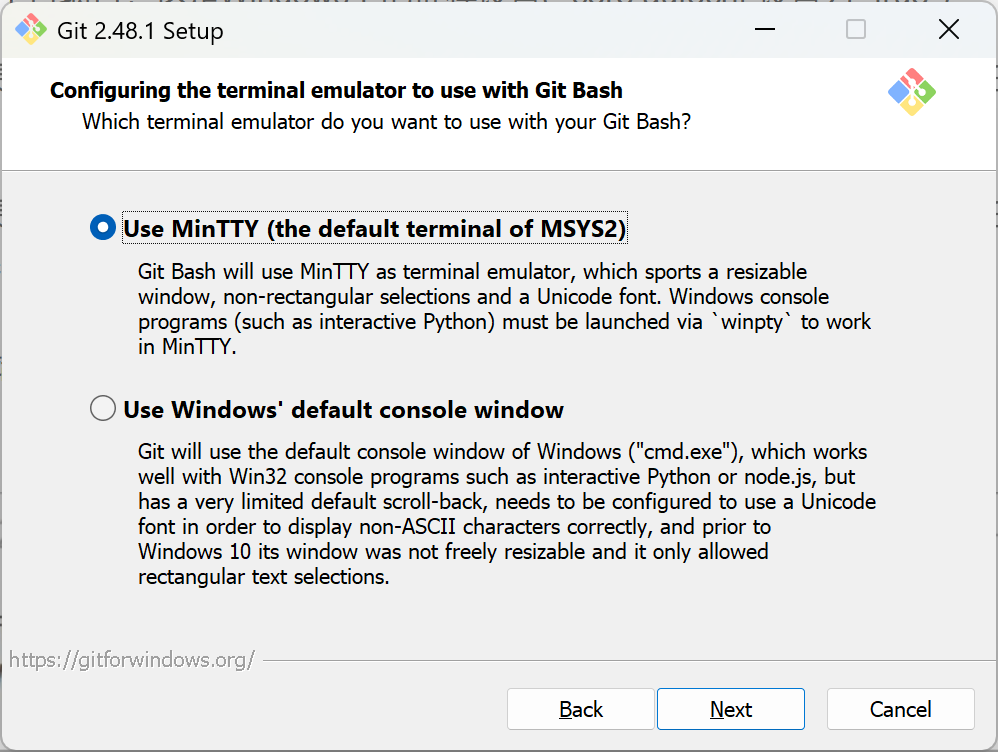 Git 2.48.1 Setup
Configuring the terminal emulator to use with Git Bash
Which terminal emulator do you want to use with your Git Bash?
Use MinTTY (the default terminal of MSYS2)
Git Bash will use MinTTY as terminal emulator, which sports a resizable
window, non-rectangular selections and a Unicode font. Windows console
programs (such as interactive Python) must be launched via `winpty` to work
in MinTTY.
Use Windows' default console window
Git will use the default console window of Windows ("cmd.exe"), which works
well with Win32 console programs such as interactive Python or node.js, but
has a very limited default scroll-back, needs to be configured to use a Unicode
font in order to display non-ASCII characters correctly, and prior to
Windows 10 its window was not freely resizable and it only allowed
rectangular text selections.
https://gitforwindows.org/
Back
Next
Cancel